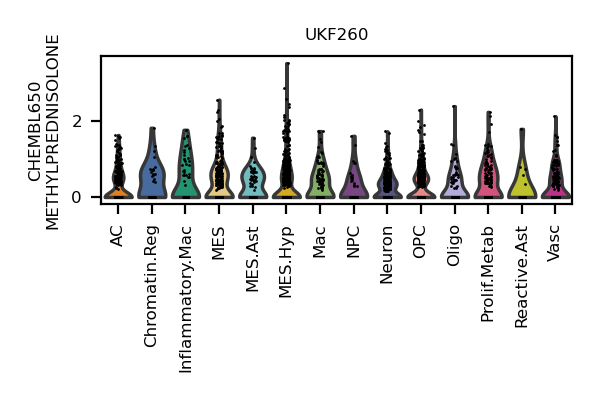 UKF260
CHEMBL650
METHYLPREDNISOLONE
2
0
AC
Chromatin.Reg
Inflammatory.Mac
MES
MES.Ast
MES.Hyp
Mac
NPC
Neuron
OPC
Oligo
Prolif.Metab
Reactive.Ast
Vasc